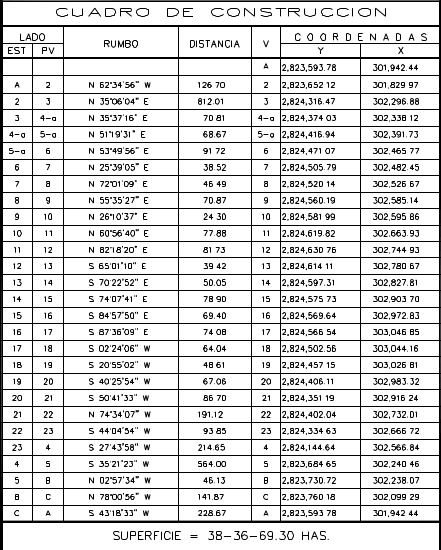 CUADRO DE CONSTRUCCION
LADO RUMBO DISTANCIA V COORDENADAS
EST PV Y X
A 2,823,593.78 301,942.44
A 2 N 62°34'56" W 126.70 2 2,823,652.12 301,829.97
2 3 N 35°06'04" E 812.01 3 2,824,316.47 302,296.88
3 4-a N 35°37'16" E 70.81 4-a 2,824,374.03 302,338.12
4-a 5-a N 51°19'31" E 68.67 5-a 2,824,416.94 302,391.73
5-a 6 N 53°49'56" E 91.72 6 2,824,471.07 302,465.77
6 7 N 25°39'05" E 38.52 7 2,824,505.79 302,482.45
7 8 N 72°01'09" E 46.49 8 2,824,520.14 302,526.67
8 9 N 55°35'27" E 70.87 9 2,824,560.19 302,585.14
9 10 N 26°10'37" E 24.30 10 2,824,581.99 302,595.86
10 11 N 60°56'40" E 77.88 11 2,824,619.82 302,663.93
11 12 N 82°18'20" E 81.73 12 2,824,630.76 302,744.93
12 13 S 65°01'10" E 39.42 13 2,824,614.11 302,780.67
13 14 S 70°22'52" E 50.05 14 2,824,597.31 302,827.81
14 15 S 74°07'41" E 78.90 15 2,824,575.73 302,903.70
15 16 S 84°57'50" E 69.40 16 2,824,569.64 302,972.83
16 17 S 87°36'09" E 74.08 17 2,824,566.54 303,046.85
17 18 S 02°24'06" W 64.04 18 2,824,502.56 303,044.16
18 19 S 20°55'02" W 48.61 19 2,824,457.15 303,026.81
19 20 S 40°25'54" W 67.06 20 2,824,406.11 302,983.32
20 21 S 50°41'33" W 86.70 21 2,824,351.19 302,916.24
21 22 N 74°34'07" W 191.12 22 2,824,402.04 302,732.01
22 23 S 44°04'54" W 93.85 23 2,824,334.63 302,666.72
23 4 S 27°43'58" W 214.65 4 2,824,144.64 302,566.84
4 5 S 35°21'23" W 564.00 5 2,823,684.65 302,240.46
5 B N 02°57'34" W 46.13 B 2,823,730.72 302,238.07
B C N 78°00'56" W 141.87 C 2,823,760.18 302,099.29
C A S 43°18'33" W 228.67 A 2,823,593.78 301,942.44
SUPERFICIE = 38-36-69.30 HAS.